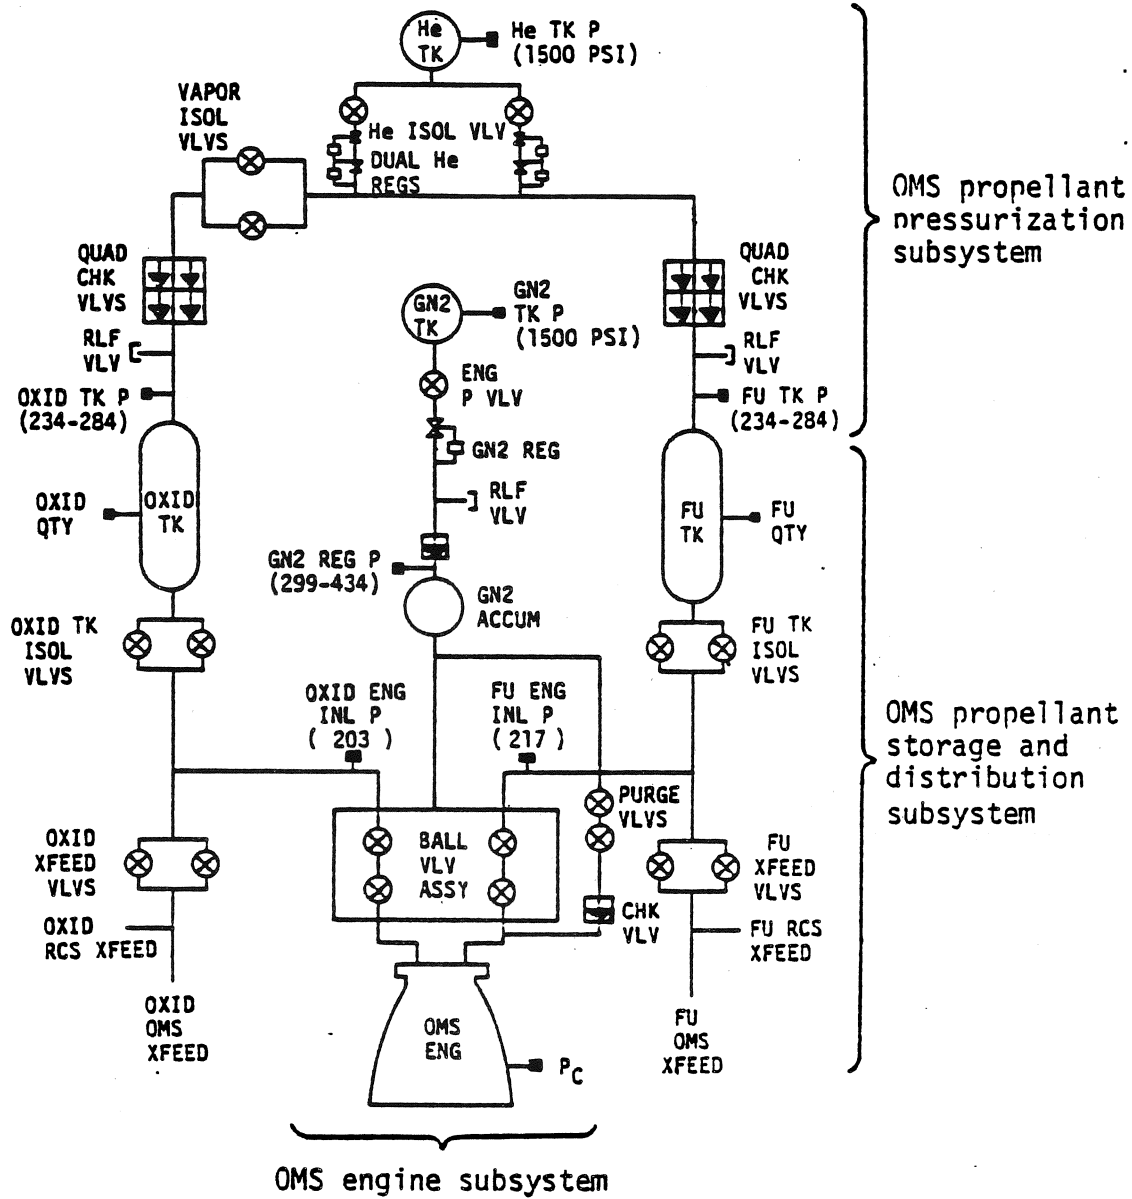 He
TK
He TK P
(1500 PSI)
VAPOR
ISOL
VLVS
He ISOL VLV
DUAL He
REGS
OMS propellant
pressurization
subsystem
QUAD
CHK
VLVS
QUAD
CHK
VLVS
GN2
TK
GN2
TK P
(1500 PSI)
RLF
VLV
RLF
VLV
ENG
P VLV
OXID TK P
(234-284)
FU TK P
(234-284)
GN2 REG
OXID
QTY
OXID
TK
RLF
VLV
FU
TK
FU
QTY
GN2 REG P
(299-434)
GN2
ACCUM
OXID TK
ISOL
VLVS
FU TK
ISOL
VLVS
OXID ENG
INL P
( 203 )
FU ENG
INL P
( 217 )
OMS propellant
storage and
distribution
subsystem
PURGE
VLVS
OXID
XFEED
VLVS
BALL
VLV
ASSY
FU
XFEED
VLVS
CHK
VLV
OXID
RCS XFEED
FU RCS
XFEED
OXID
OMS
XFEED
OMS
ENG
FU
OMS
XFEED
PC
OMS engine subsystem